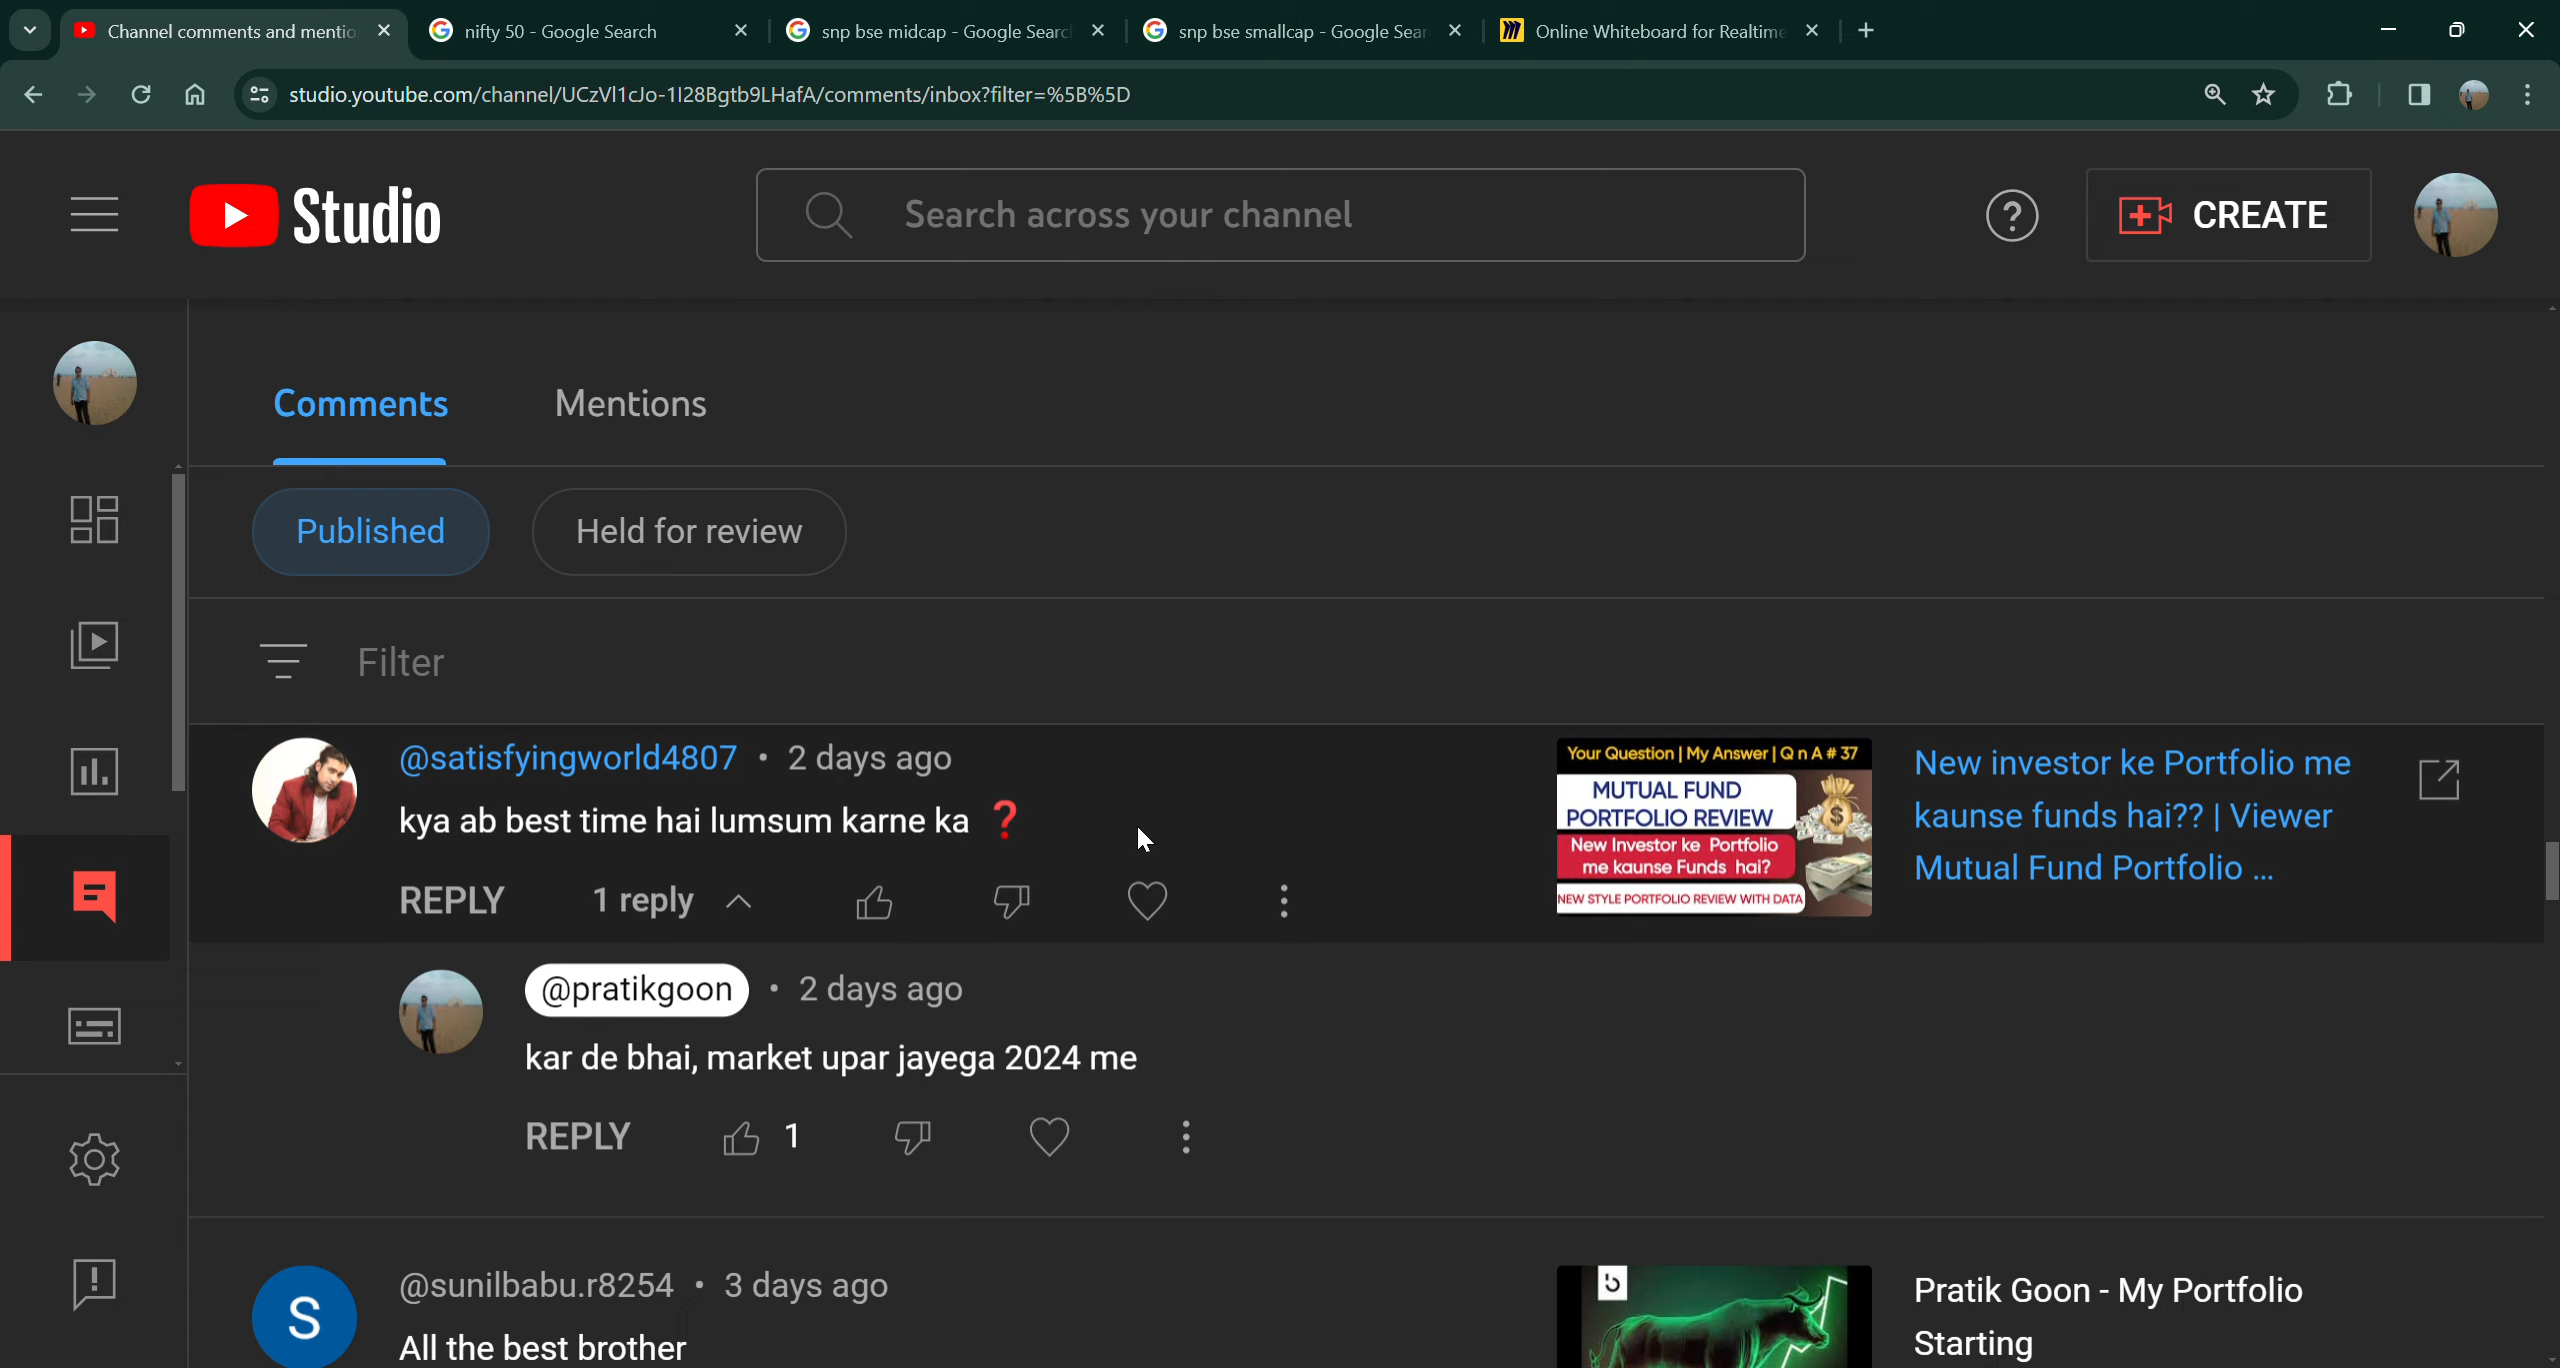 Channel comments and mentio
nifty 50 - Google Search
snp bse midcap - Google Searc
snp bse smallcap - Google Sear
Online Whiteboard for Realtime
studio.youtube.com/channel/UCzVl1cJo-1I28Bgtb9LHafA/comments/inbox?filter=%5B%5D
Studio
Search across your channel
CREATE
Comments
Mentions
Published
Held for review
Filter
@satisfyingworld4807 • 2 days ago
kya ab best time hai lumsum karne ka ❓
REPLY
1 reply
Your Question | My Answer | Q n A # 37
MUTUAL FUND
PORTFOLIO REVIEW
New Investor ke Portfolio
me kaunse Funds hai?
NEW STYLE PORTFOLIO REVIEW WITH DATA
New investor ke Portfolio me
kaunse funds hai?? | Viewer
Mutual Fund Portfolio ...
@pratikgoon • 2 days ago
kar de bhai, market upar jayega 2024 me
REPLY
1
S
@sunilbabu.r8254 • 3 days ago
All the best brother
Pratik Goon - My Portfolio
Starting